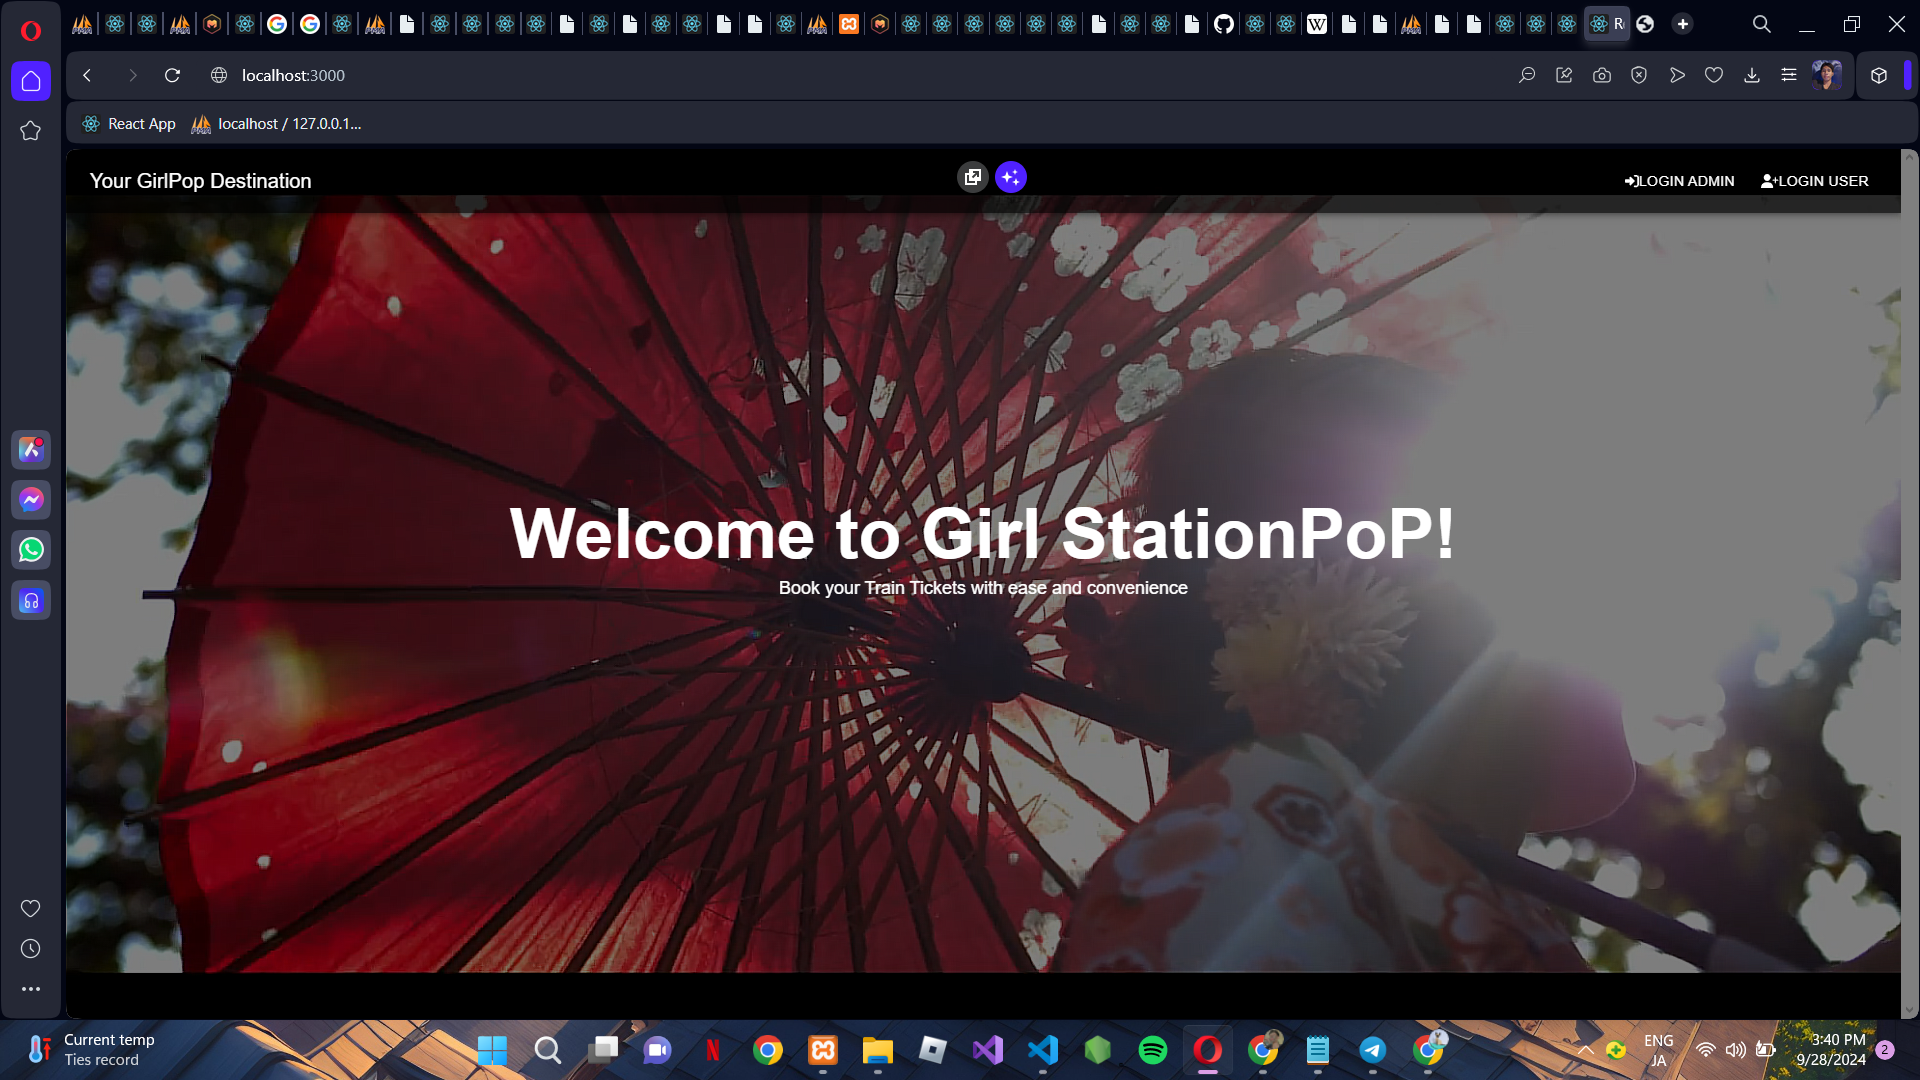 R
localhost:3000
React App
localhost / 127.0.0.1...
Your GirlPop Destination
LOGIN ADMIN
LOGIN USER
Welcome to Girl StationPoP!
Book your Train Tickets with ease and convenience
Current temp
Ties record
ENG
JA
3:40 PM
9/28/2024
2